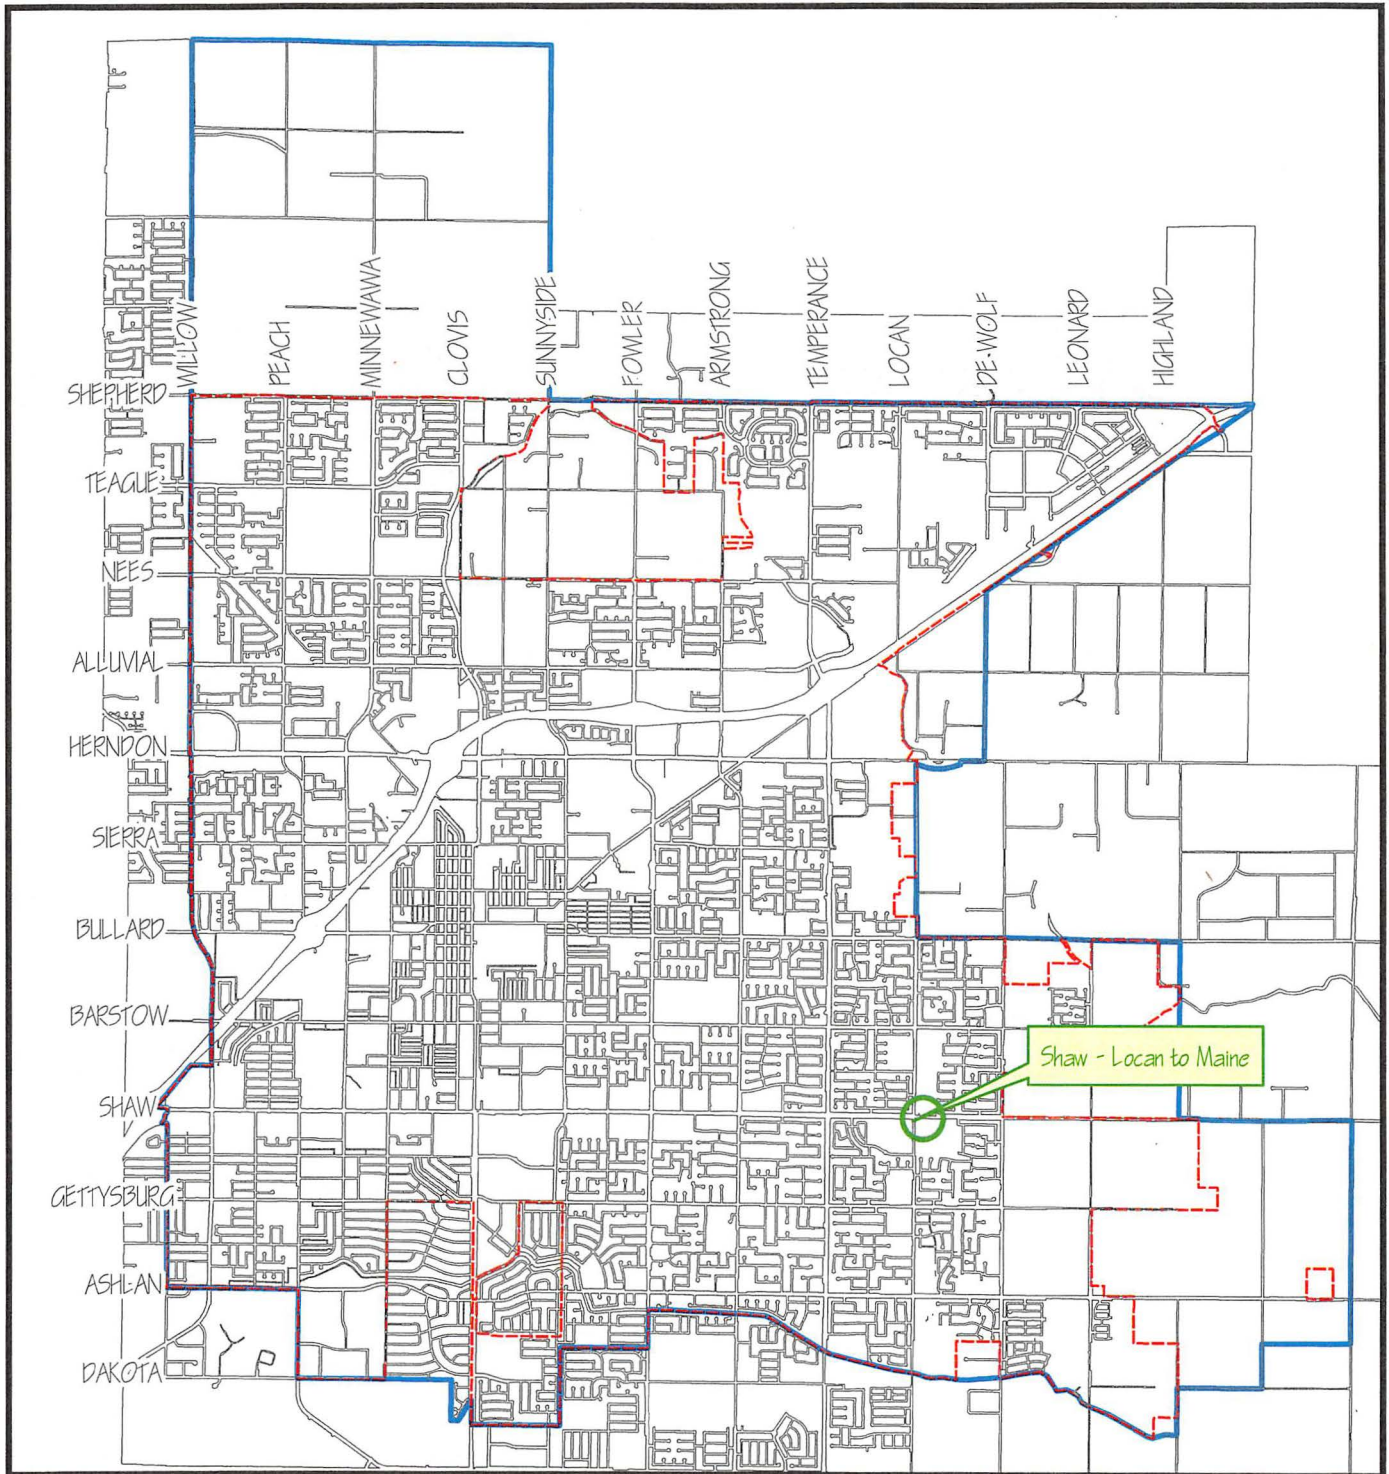 WILLOW
PEACH
MINNEWAWA
CLOVIS
SUNNYSIDE
FOWLER
ARMSTRONG
TEMPERANCE
LOCAN
DE-WOLF
LEONARD
HIGHLAND
SHEPHERD
TEAGUE
NEES
ALLUVIAL
HERNDON
SIERRA
BULLARD
BARSTOW
Shaw - Locan to Maine
SHAW
GETTYSBURG
ASHLAN
DAKOTA